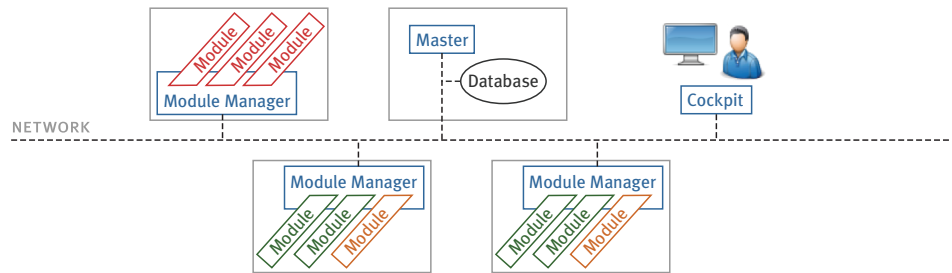 Module
Module
Module
Module Manager
Master
Database
Cockpit
NETWORK
Module Manager
Module
Module
Module
Module Manager
Module
Module
Module